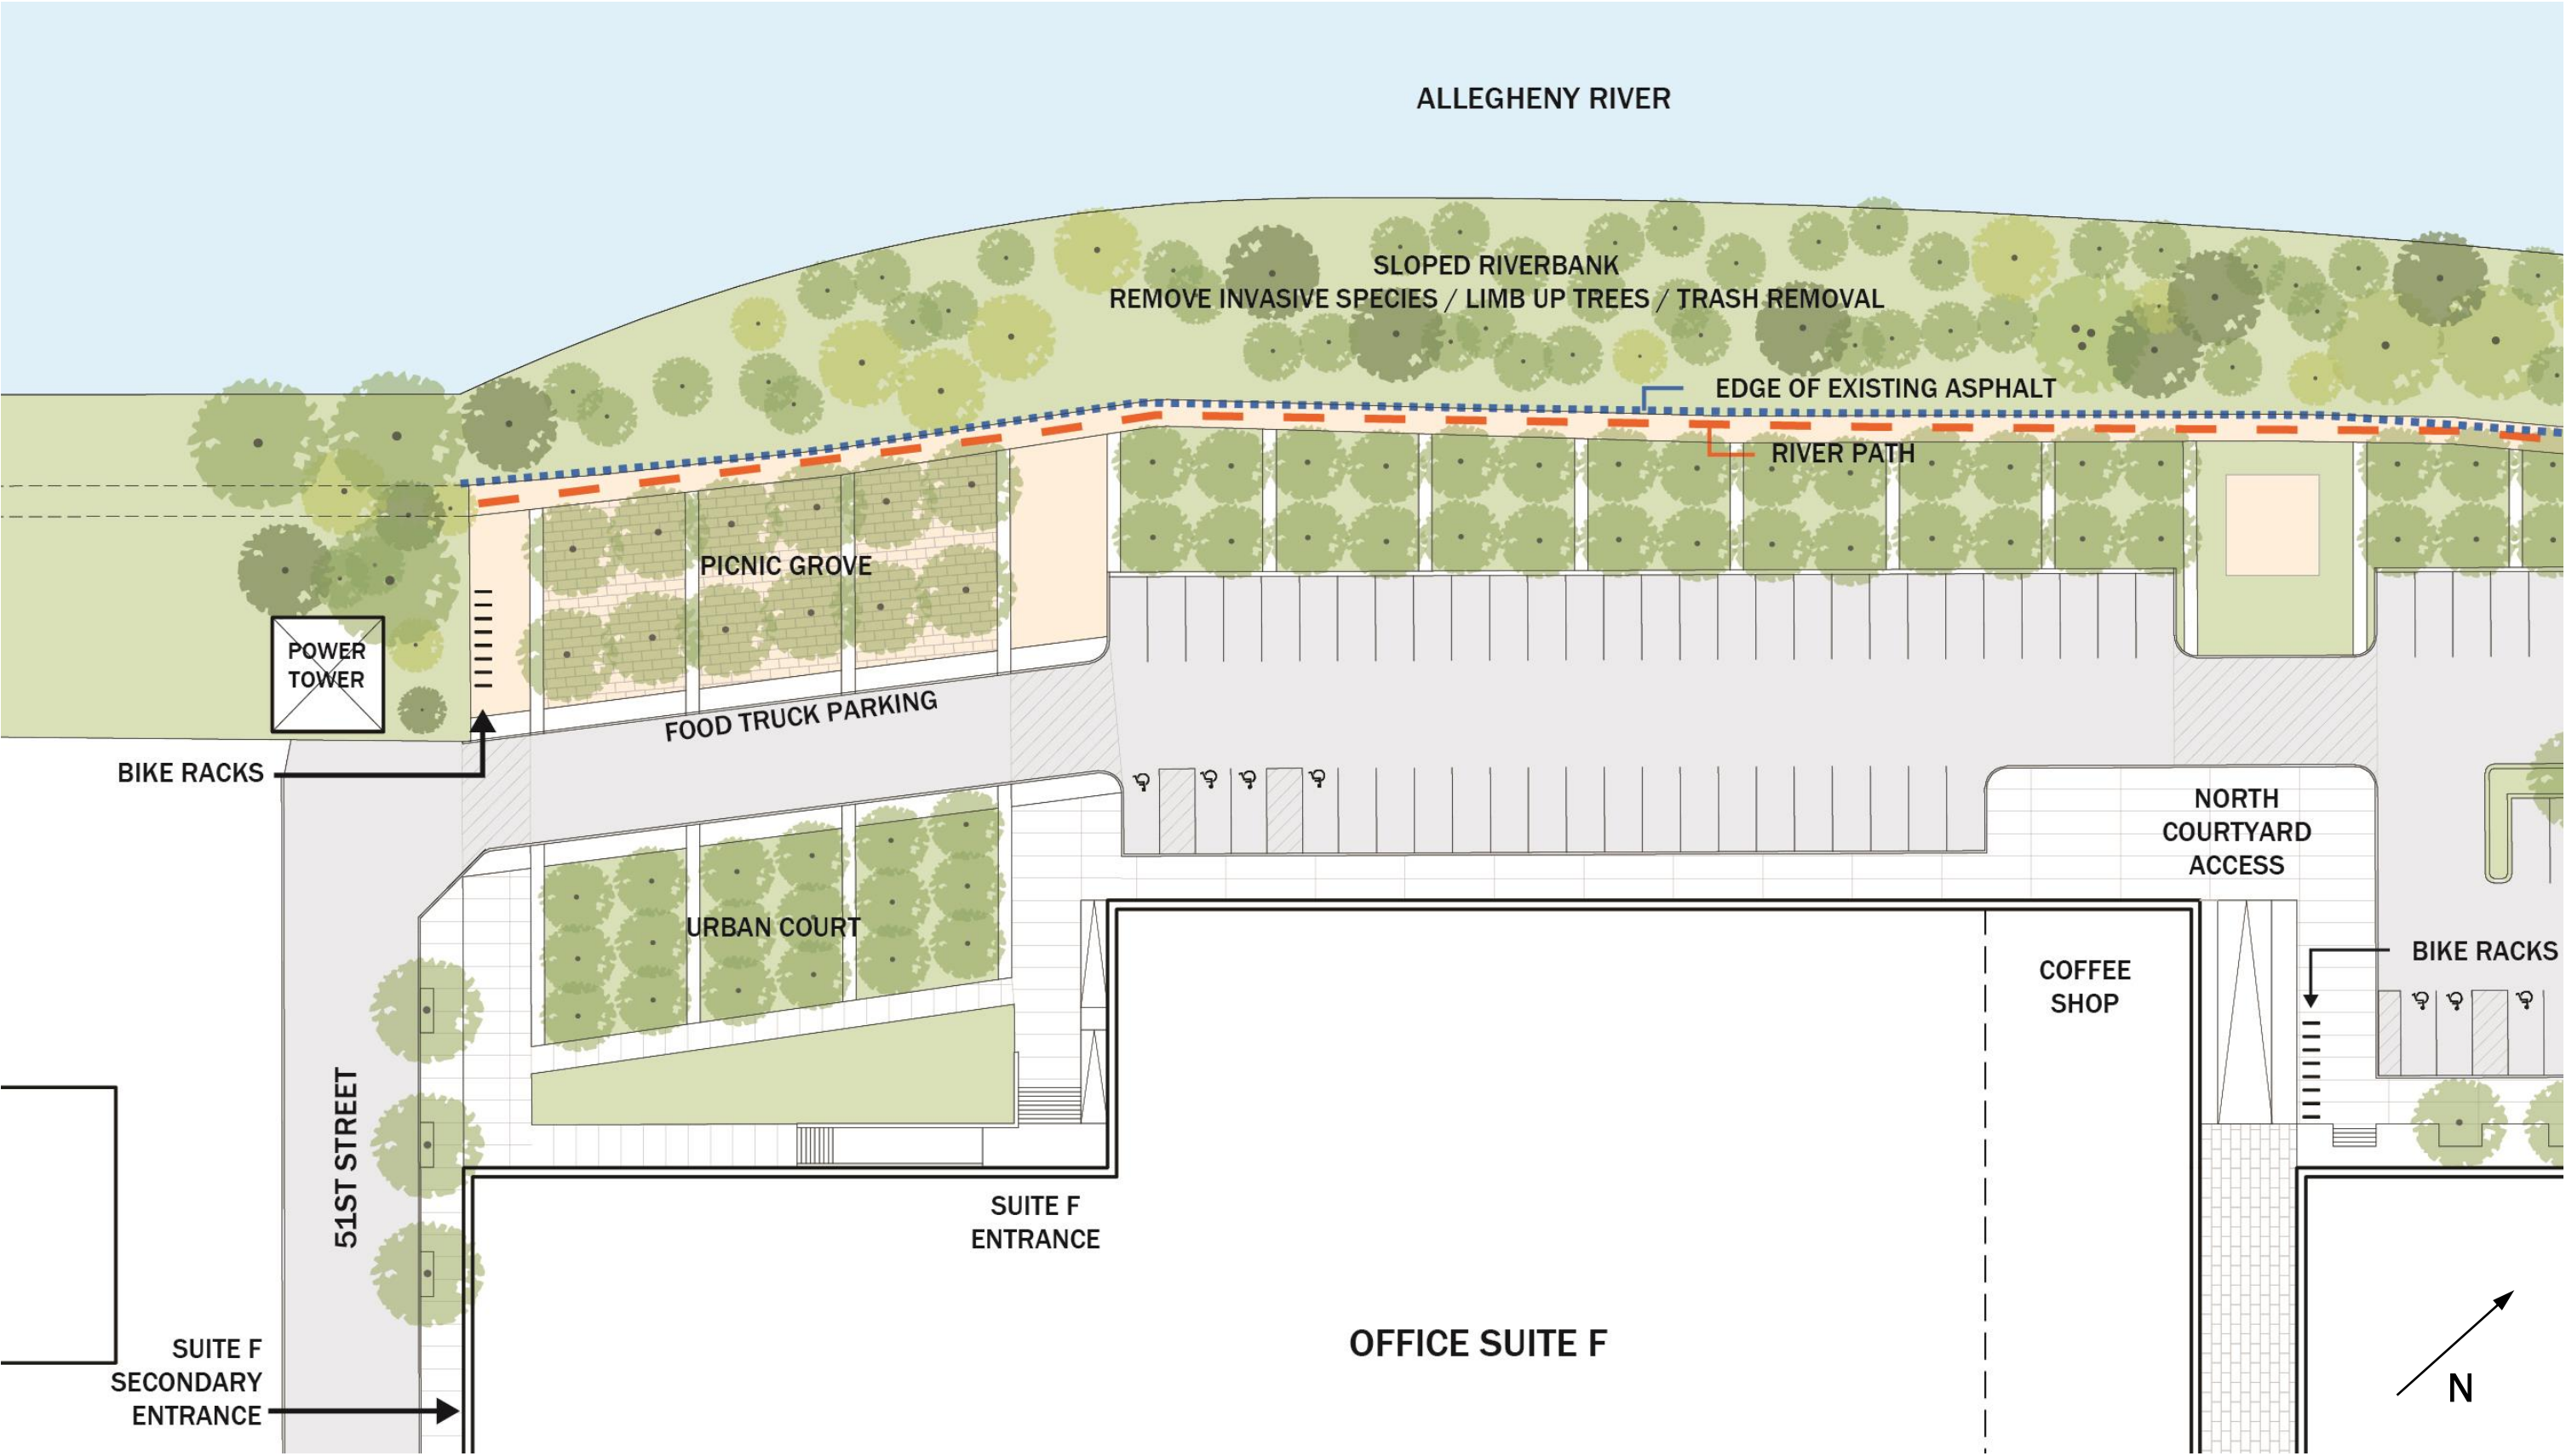 ALLEGHENY RIVER
SLOPED RIVERBANK
REMOVE INVASIVE SPECIES / LIMB UP TREES / TRASH REMOVAL
EDGE OF EXISTING ASPHALT
RIVER PATH
PICNIC GROVE
POWER
TOWER
FOOD TRUCK PARKING
BIKE RACKS
NORTH
COURTYARD
ACCESS
URBAN COURT
BIKE RACKS
COFFEE
SHOP
51ST STREET
SUITE F
ENTRANCE
OFFICE SUITE F
SUITE F
SECONDARY
ENTRANCE
N